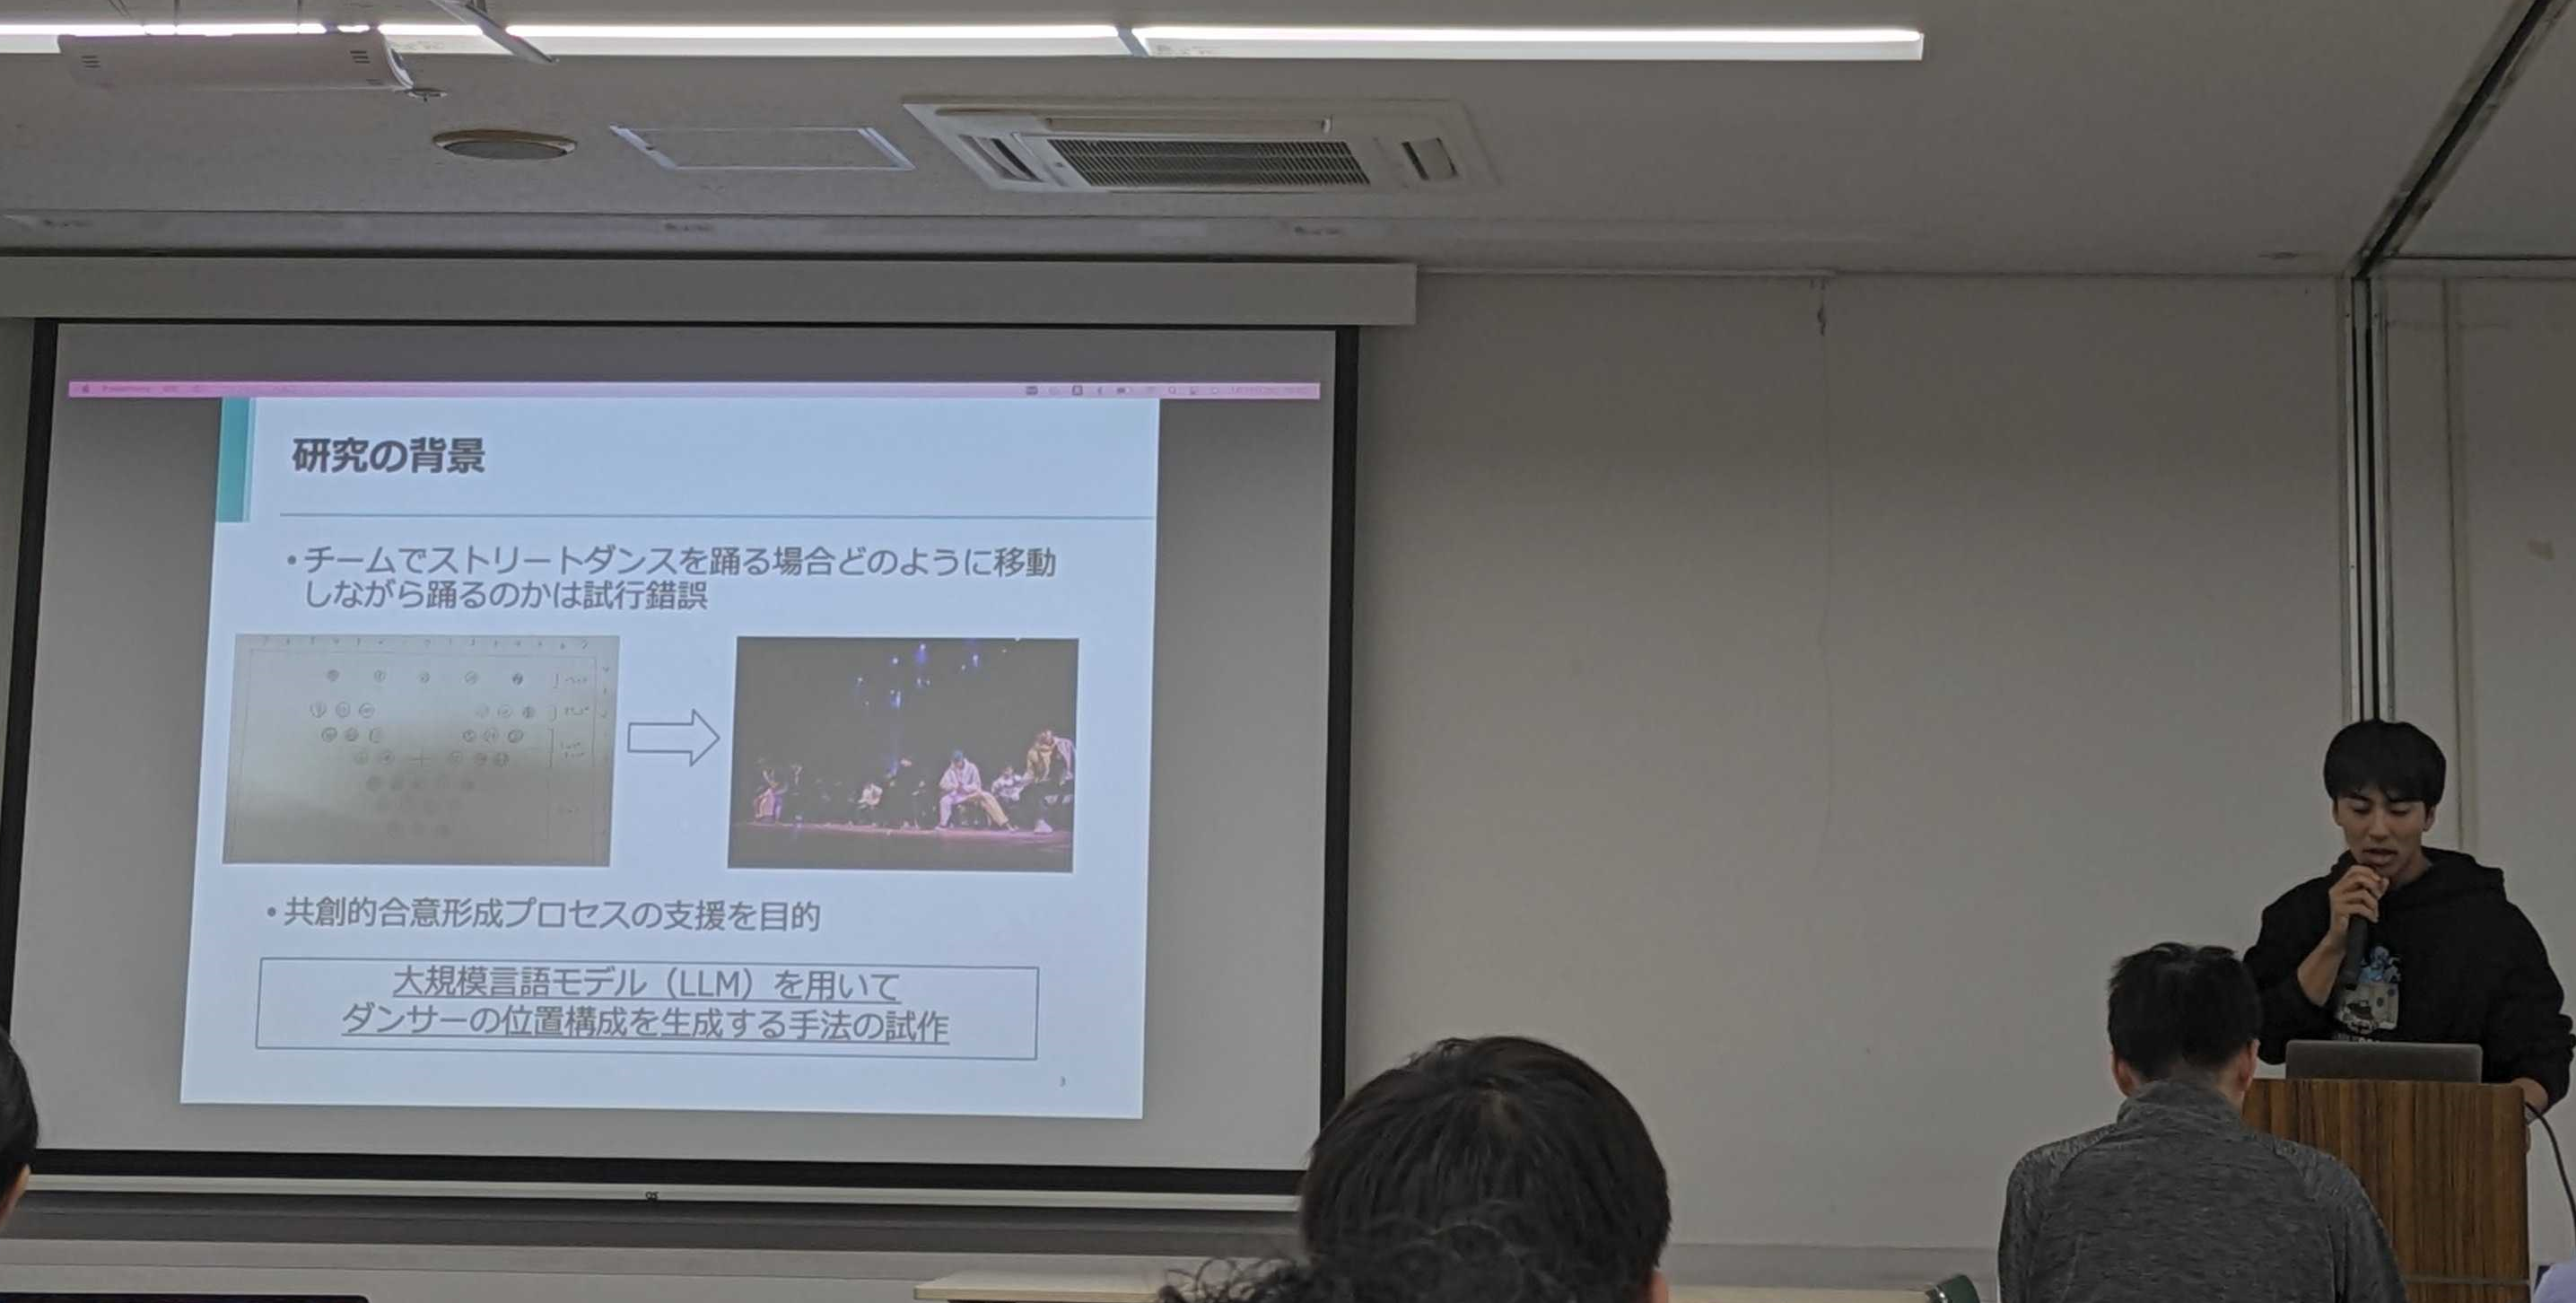 研究の背景
•チームでストリートダンスを踊る場合どのように移動
しながら踊るのかは試行錯誤
•共創的合意形成プロセスの支援を目的
大規模言語モデル（LLM）を用いて
ダンサーの位置構成を生成する手法の試作
3